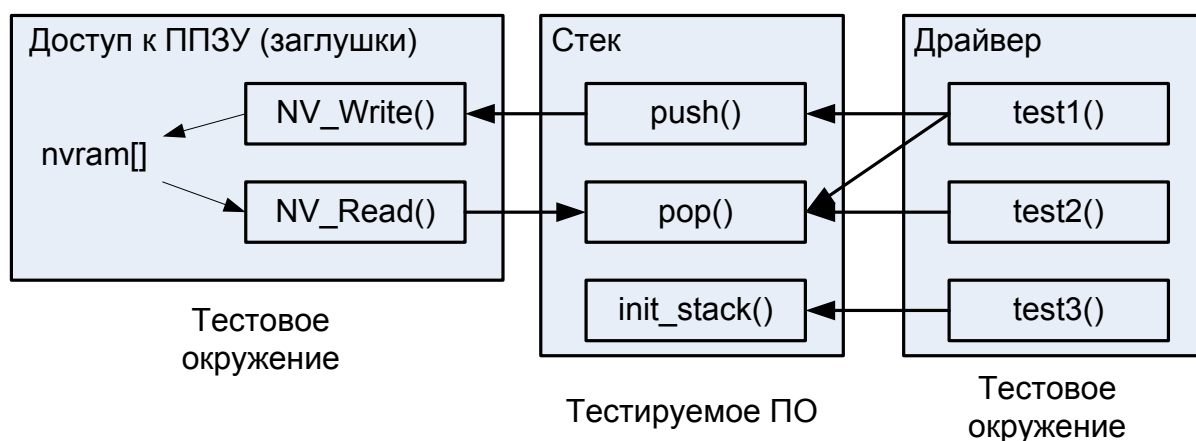 Доступ к ППЗУ (заглушки)
NV_Write()
nvram[]
NV_Read()
Тестовое
окружение
Стек
push()
pop()
init_stack()
Тестируемое ПО
Драйвер
test1()
test2()
test3()
Тестовое
окружение